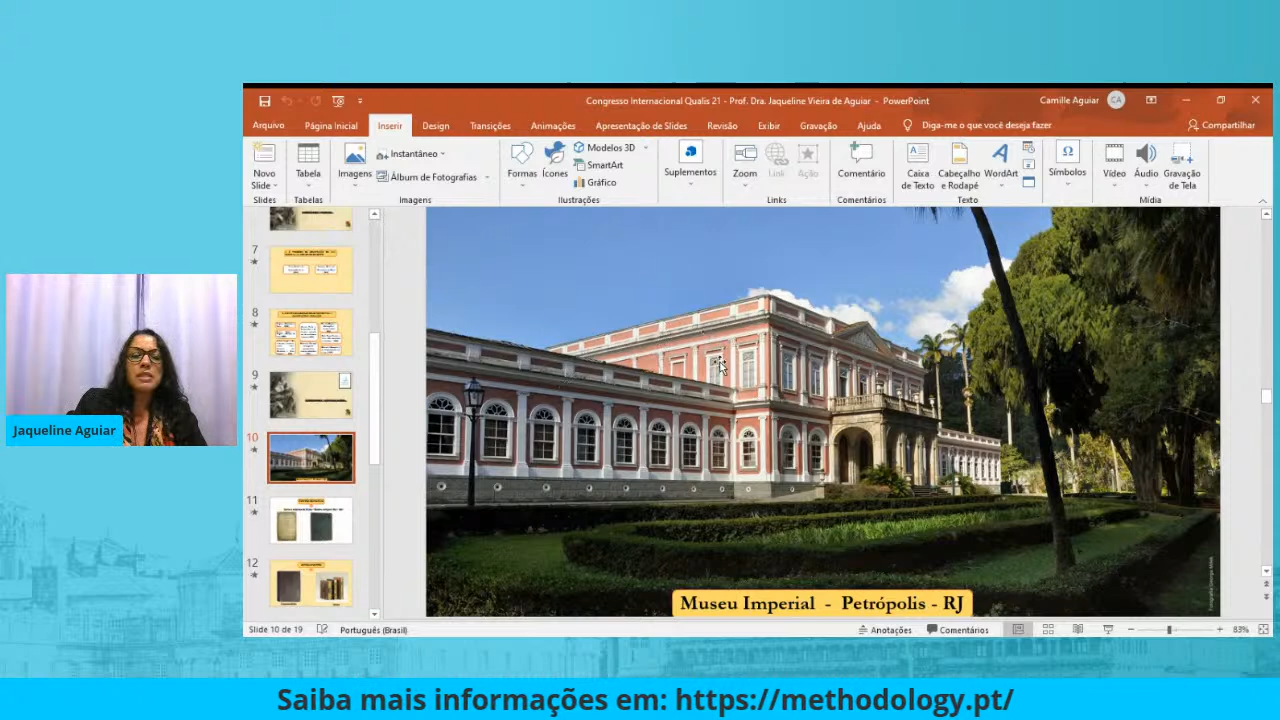 Congresso Internacional Qualis 21 - Prof. Dra. Jaqueline Vieira de Aguiar - PowerPoint
Camille Aguiar
CA
Arquivo Página Inicial Inserir Design Transições Animações Apresentação de Slides Revisão Exibir Gravação Ajuda Diga-me o que você deseja fazer Compartilhar
Novo Slide
Tabela
Imagens
Instantâneo
Álbum de Fotografias
Formas
Ícones
Modelos 3D
SmartArt
Gráfico
Suplementos
Zoom
Link
Ação
Comentário
Caixa de Texto
Cabeçalho e Rodapé
WordArt
Símbolos
Vídeo
Áudio
Gravação de Tela
Slides Tabelas Imagens Ilustrações Links Comentários Texto Mídia
7
8
9
10
11
12
Jaqueline Aguiar
Museu Imperial - Petrópolis - RJ
Slide 10 de 19 Português (Brasil) Anotações Comentários 83%
Saiba mais informações em: https://methodology.pt/